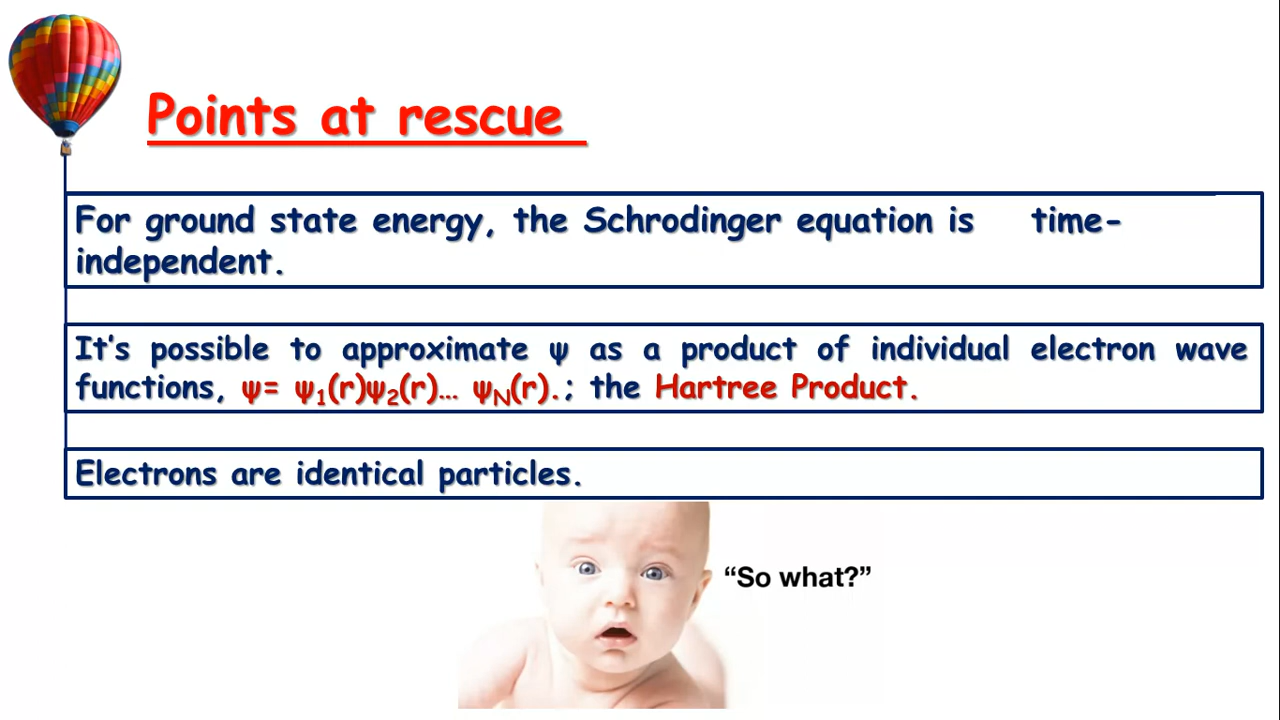 Points at rescue
For ground state energy, the Schrodinger equation is time-
independent.
It's possible to approximate ψ as a product of individual electron wave
functions, ψ= ψ₁(r)ψ₂(r)... ψN(r).; the Hartree Product.
Electrons are identical particles.
“So what?”